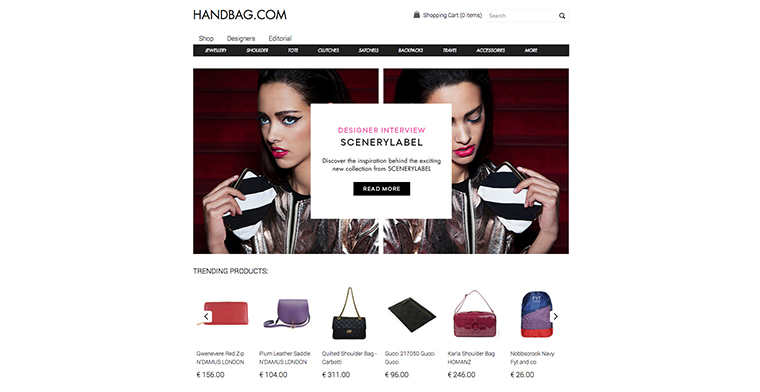 HANDBAG.COM
Shopping Cart (0 items)
Search
Shop Designers Editorial
JEWELLERY SHOULDER TOTE CLUTCHES SATCHELS BACKPACKS TRAVEL ACCESSORIES MORE
DESIGNER INTERVIEW
SCENERYLABEL
Discover the inspiration behind the exciting
new collection from SCENERYLABEL
READ MORE
TRENDING PRODUCTS:
Gwenevere Red Zip Plum Leather Saddle Quilted Shoulder Bag - Gucci 217050 Gucci Karla Shoulder Bag Nobbscrook Navy
N'DAMUS LONDON N'DAMUS LONDON Carbotti Gucci HOMANZ Fyt and co
€ 156.00 € 104.00 € 311.00 € 96.00 € 246.00 € 26.00